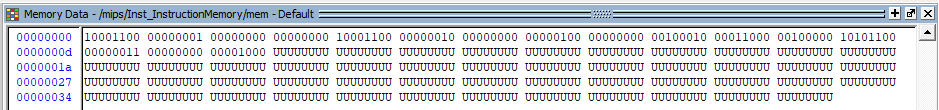 Memory Data - /mips/Inst_InstructionMemory/mem - Default
00000000 10001100 00000001 00000000 00000000 10001100 00000010 00000000 00000100 00000000 00100010 00011000 00100000 10101100
0000000d 00000011 00000000 00001000 UUUUUUUU UUUUUUUU UUUUUUUU UUUUUUUU UUUUUUUU UUUUUUUU UUUUUUUU UUUUUUUU UUUUUUUU UUUUUUUU
0000001a UUUUUUUU UUUUUUUU UUUUUUUU UUUUUUUU UUUUUUUU UUUUUUUU UUUUUUUU UUUUUUUU UUUUUUUU UUUUUUUU UUUUUUUU UUUUUUUU UUUUUUUU
00000027 UUUUUUUU UUUUUUUU UUUUUUUU UUUUUUUU UUUUUUUU UUUUUUUU UUUUUUUU UUUUUUUU UUUUUUUU UUUUUUUU UUUUUUUU UUUUUUUU UUUUUUUU
00000034 UUUUUUUU UUUUUUUU UUUUUUUU UUUUUUUU UUUUUUUU UUUUUUUU UUUUUUUU UUUUUUUU UUUUUUUU UUUUUUUU UUUUUUUU UUUUUUUU